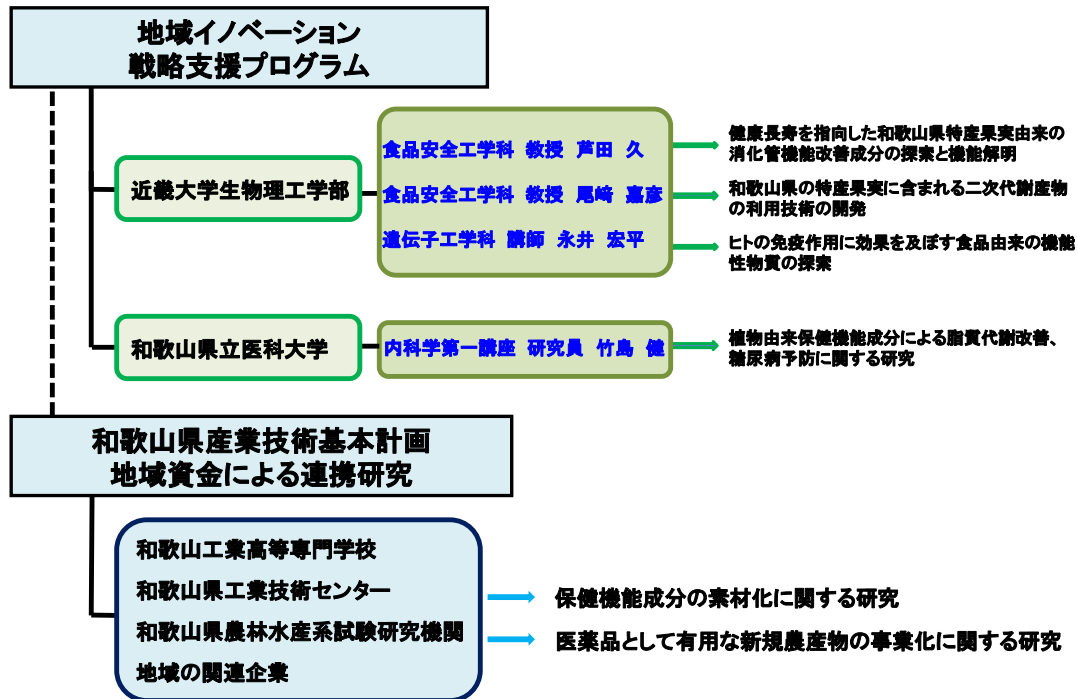 地域イノベーション
戦略支援プログラム
近畿大学生物理工学部
食品安全工学科 教授 芦田 久
健康長寿を指向した和歌山県特産果実由来の
消化管機能改善成分の探索と機能解明
食品安全工学科 教授 尾﨑 嘉彦
和歌山県の特産果実に含まれる二次代謝産物
の利用技術の開発
遺伝子工学科 講師 永井 宏平
ヒトの免疫作用に効果を及ぼす食品由来の機能
性物質の探索
和歌山県立医科大学
内科学第一講座 研究員 竹島 健
植物由来保健機能成分による脂質代謝改善、
糖尿病予防に関する研究
和歌山県産業技術基本計画
地域資金による連携研究
和歌山工業高等専門学校
和歌山県工業技術センター
和歌山県農林水産系試験研究機関
地域の関連企業
保健機能成分の素材化に関する研究
医薬品として有用な新規農産物の事業化に関する研究